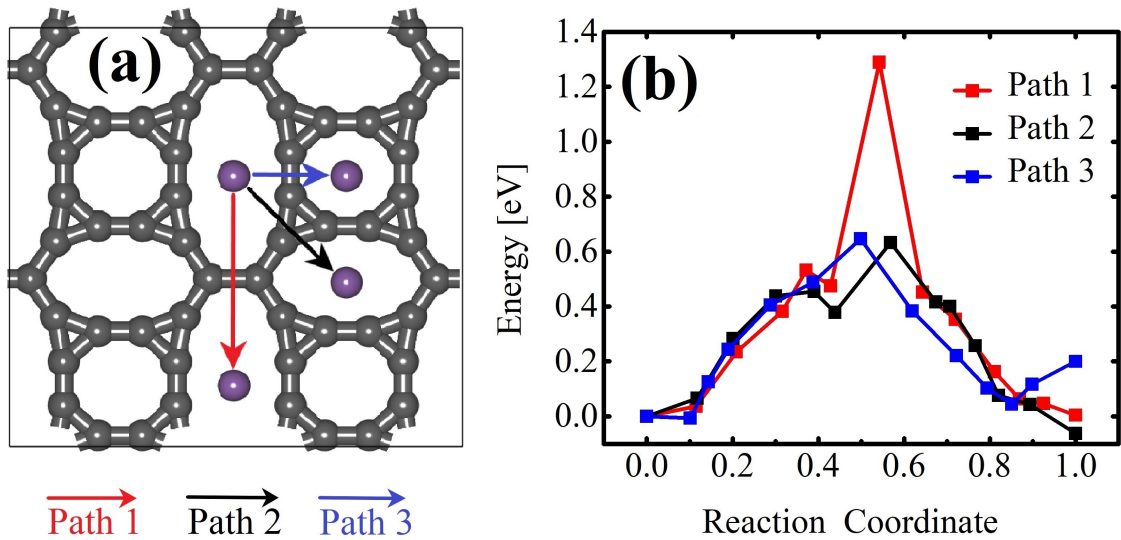 (a)
Path 1
Path 2
Path 3
(b)
Path 1
Path 2
Path 3
Energy [eV]
1.4
1.2
1.0
0.8
0.6
0.4
0.2
0.0
0.0 0.2 0.4 0.6 0.8 1.0
Reaction Coordinate